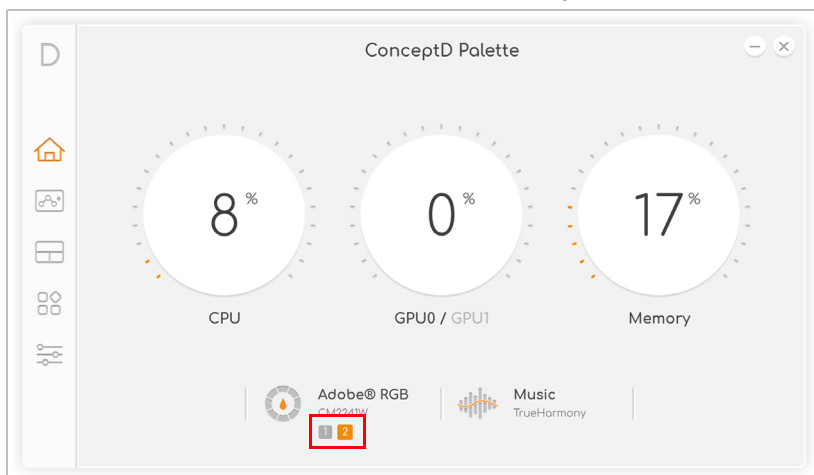 D
ConceptD Palette
8 %
0 %
17 %
CPU
GPU0 / GPU1
Memory
Adobe® RGB
CM2241W
1 2
Music
TrueHarmony